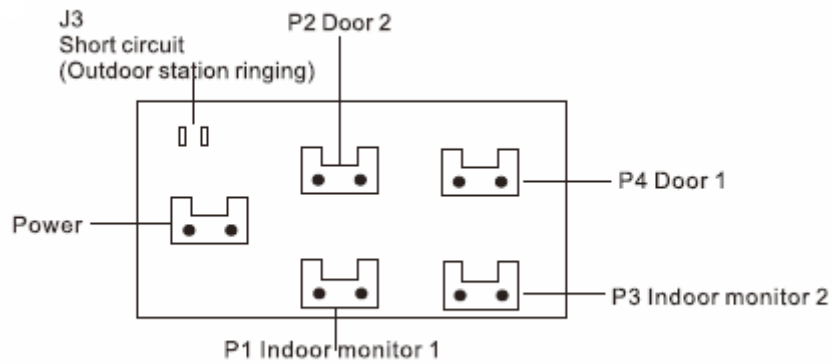 J3
Short circuit
(Outdoor station ringing)
P2 Door 2
P4 Door 1
Power
P3 Indoor monitor 2
P1 Indoor monitor 1